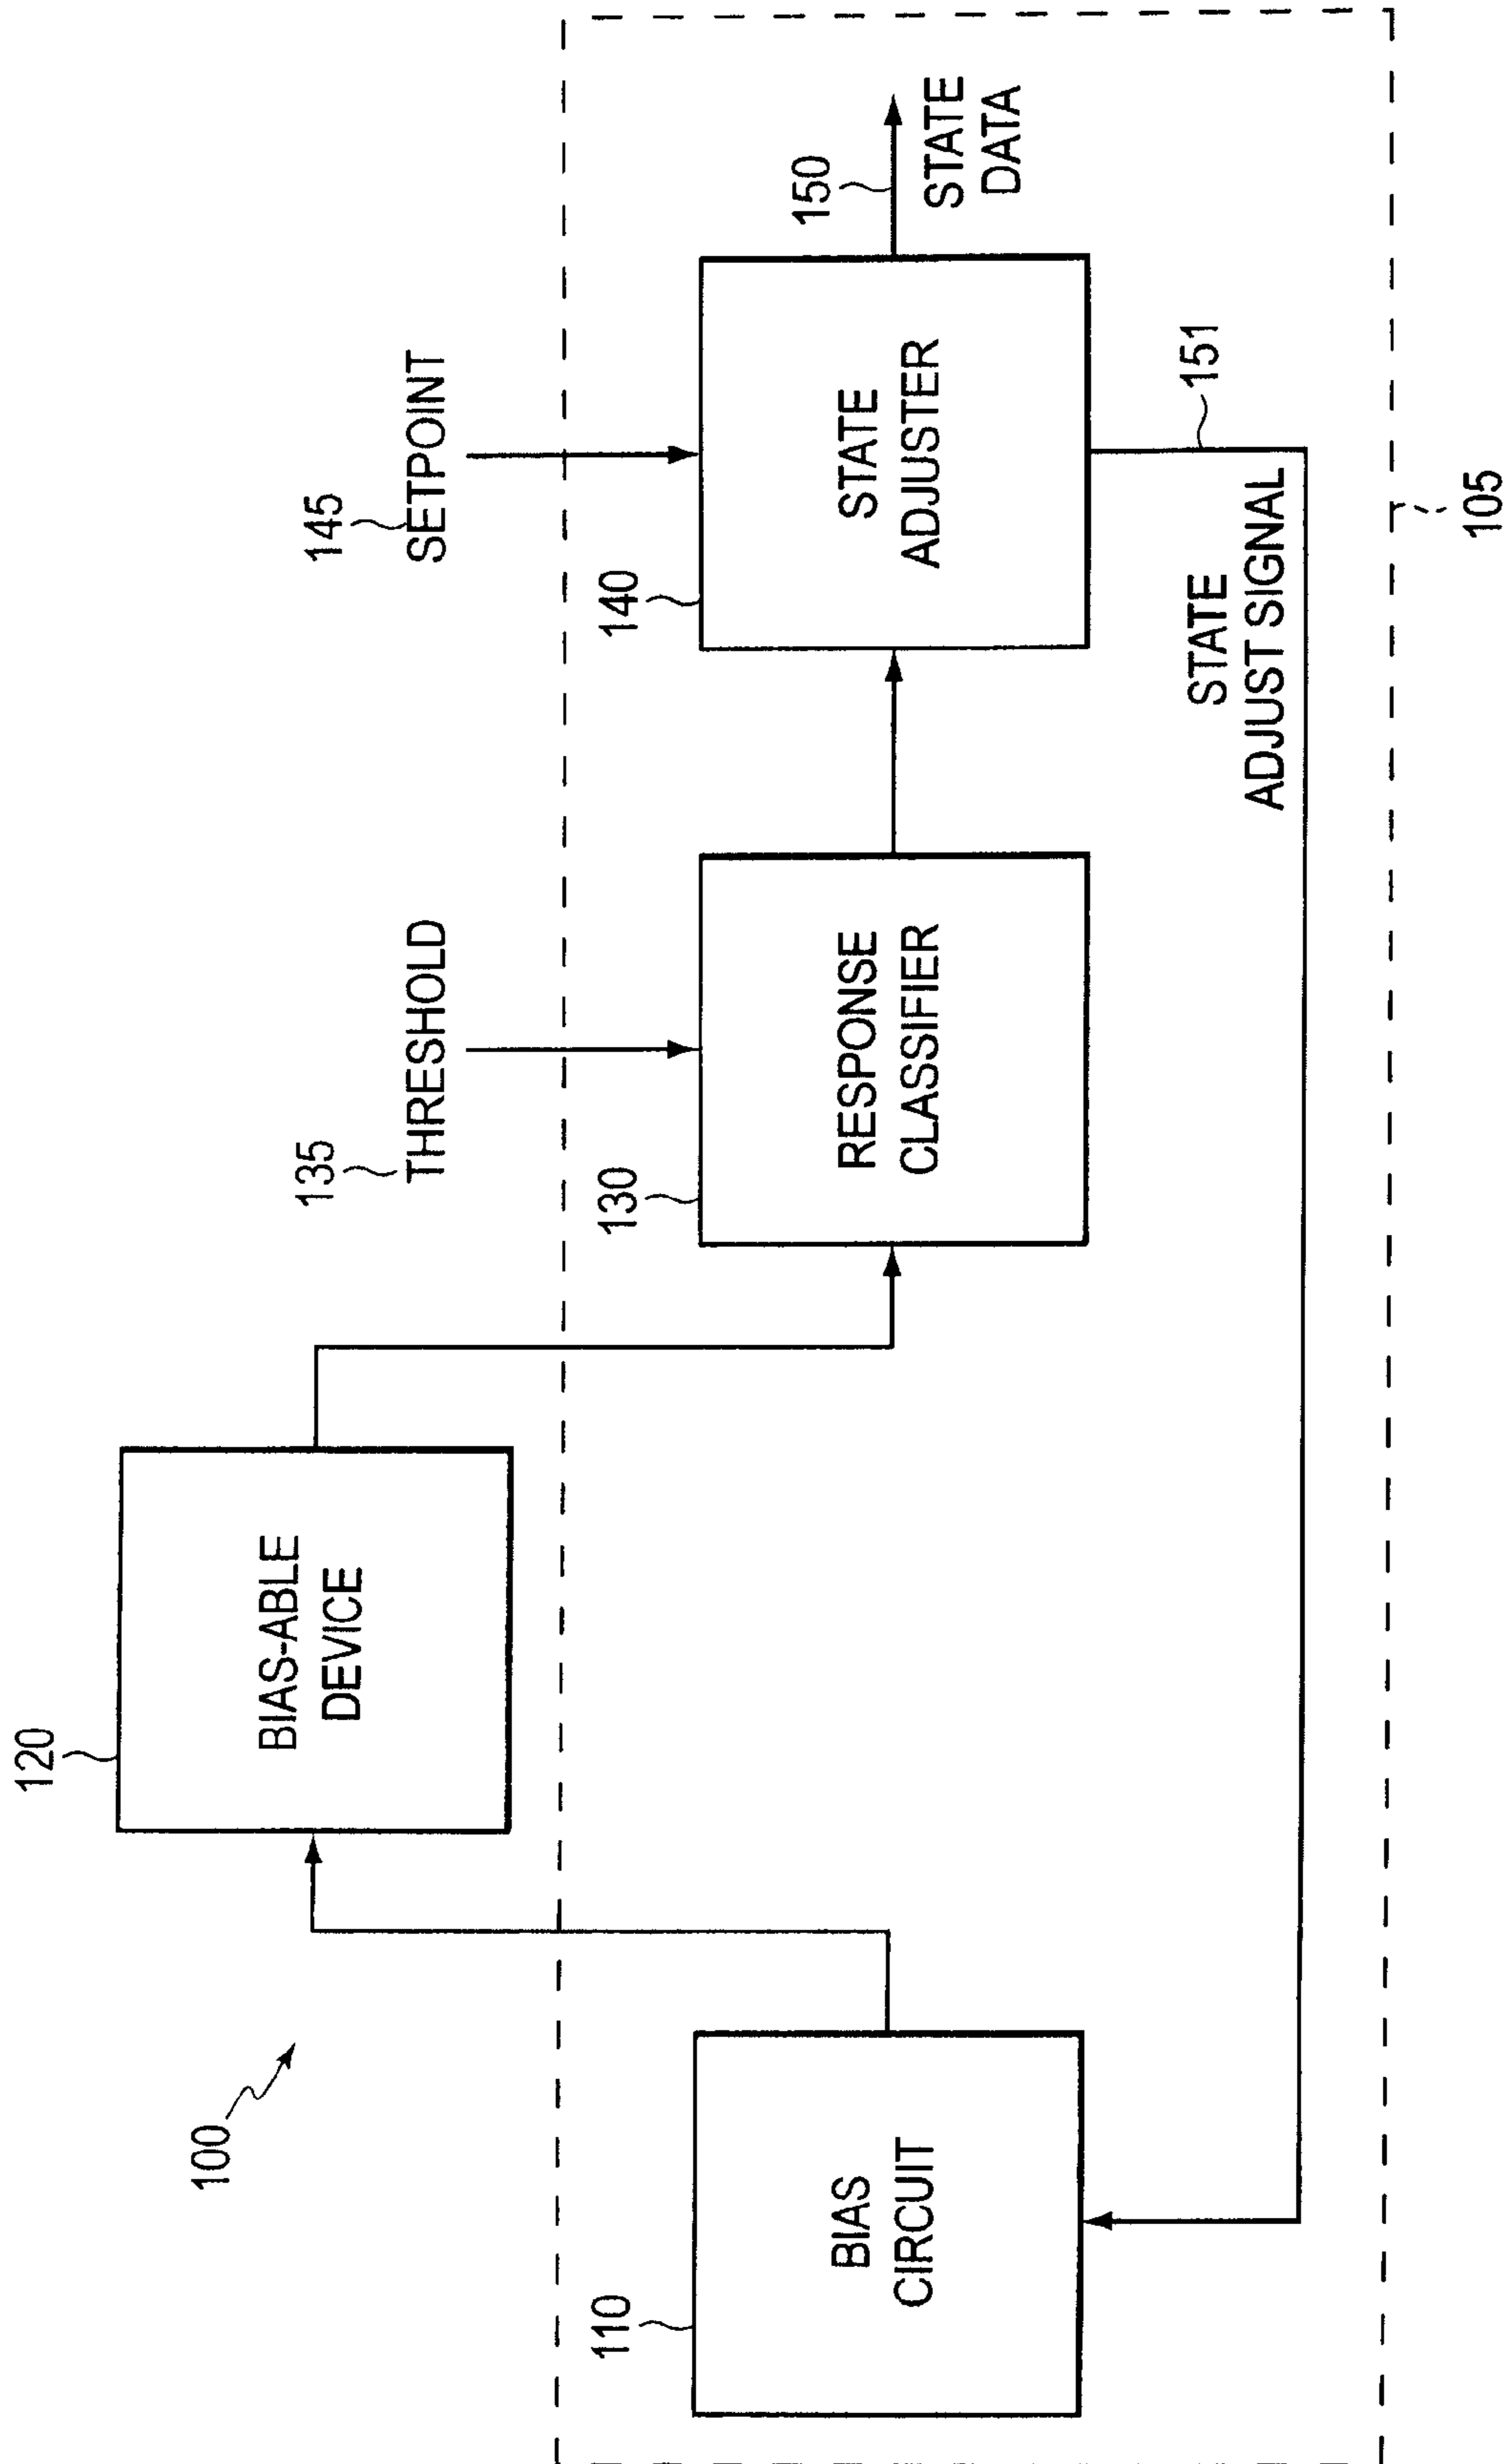 100
120
BIAS-ABLE
DEVICE
135
THRESHOLD
145
SETPOINT
110
BIAS
CIRCUIT
130
RESPONSE
CLASSIFIER
140
STATE
ADJUSTER
150
STATE
DATA
STATE
ADJUST SIGNAL
151
105